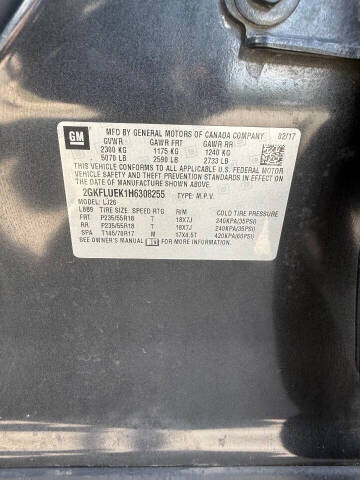 GM
MFD BY GENERAL MOTORS OF CANADA COMPANY 02/17
GVWR GAWR FRT GAWR RR
2300 KG 1175 KG 1240 KG
5070 LB 2590 LB 2733 LB
THIS VEHICLE CONFORMS TO ALL APPLICABLE U.S. FEDERAL MOTOR
VEHICLE SAFETY AND THEFT PREVENTION STANDARDS IN EFFECT
ON THE DATE OF MANUFACTURE SHOWN ABOVE.
2GKFLUEK1H6308255 TYPE: M.P.V.
MODEL: LJ26
L889 TIRE SIZE SPEED RTG R/M COLD TIRE PRESSURE
FRT P235/55R18 T 18X7J 240KPA/35PSI
RR P235/55R18 T 18X7J 240KPA/35PSI
SPA T145/70R17 M 17X4.5T 420KPA/60PSI
SEE OWNER'S MANUAL FOR ADDITIONAL INFORMATION